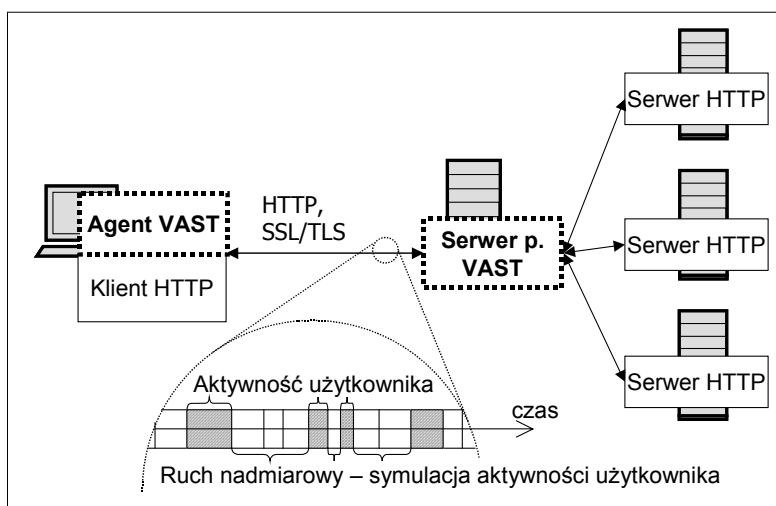 Serwer HTTP
Agent VAST
Klient HTTP
HTTP,
SSL/TLS
Serwer p.
VAST
Serwer HTTP
Serwer HTTP
Aktywność użytkownika
czas
Ruch nadmiarowy – symulacja aktywności użytkownika